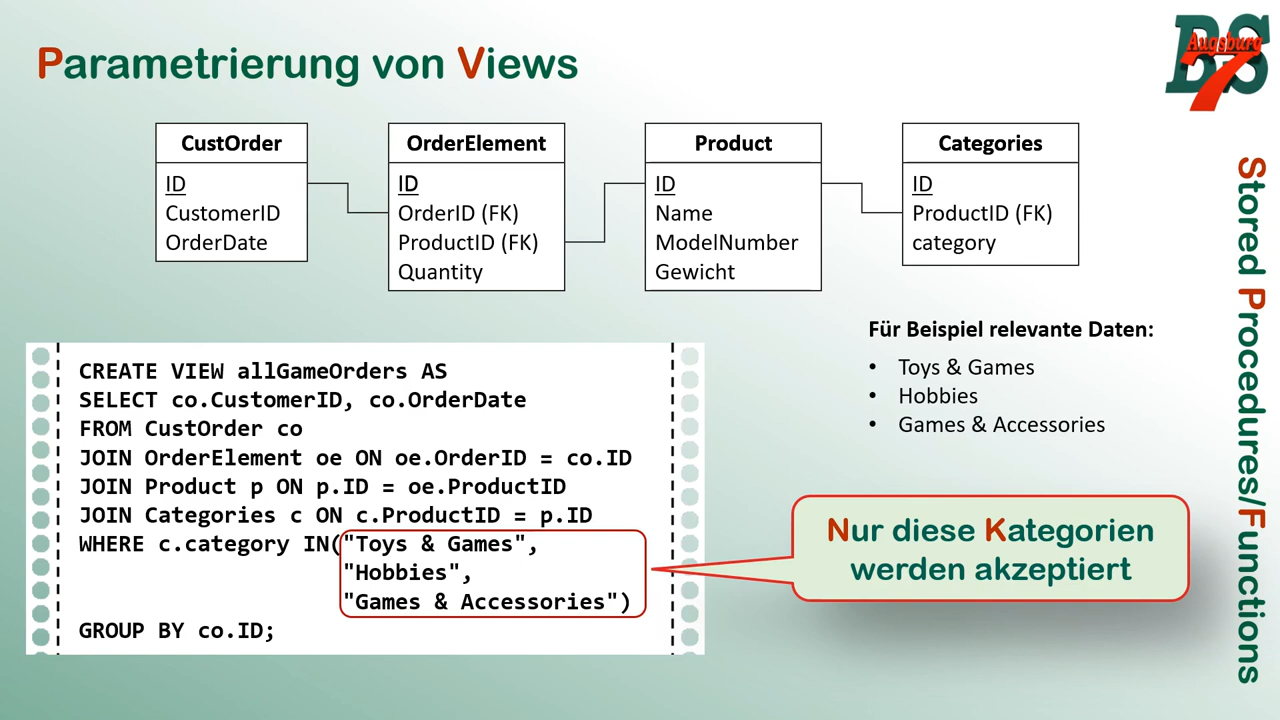 Parametrierung von Views
BS
Augsburg
7
CustOrder
ID
CustomerID
OrderDate
OrderElement
ID
OrderID (FK)
ProductID (FK)
Quantity
Product
ID
Name
ModelNumber
Gewicht
Categories
ID
ProductID (FK)
category
Für Beispiel relevante Daten:
• Toys & Games
• Hobbies
• Games & Accessories
CREATE VIEW allGameOrders AS
SELECT co.CustomerID, co.OrderDate
FROM CustOrder co
JOIN OrderElement oe ON oe.OrderID = co.ID
JOIN Product p ON p.ID = oe.ProductID
JOIN Categories c ON c.ProductID = p.ID
WHERE c.category IN("Toys & Games",
"Hobbies",
"Games & Accessories")
GROUP BY co.ID;
Nur diese Kategorien
werden akzeptiert
Stored Procedures/Functions